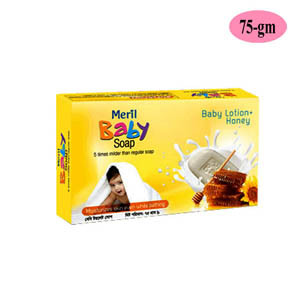 75-gm
Meril
Baby
Soap
5 times milder than regular soap
Baby Lotion+
Honey
Moisturizes skin even while bathing